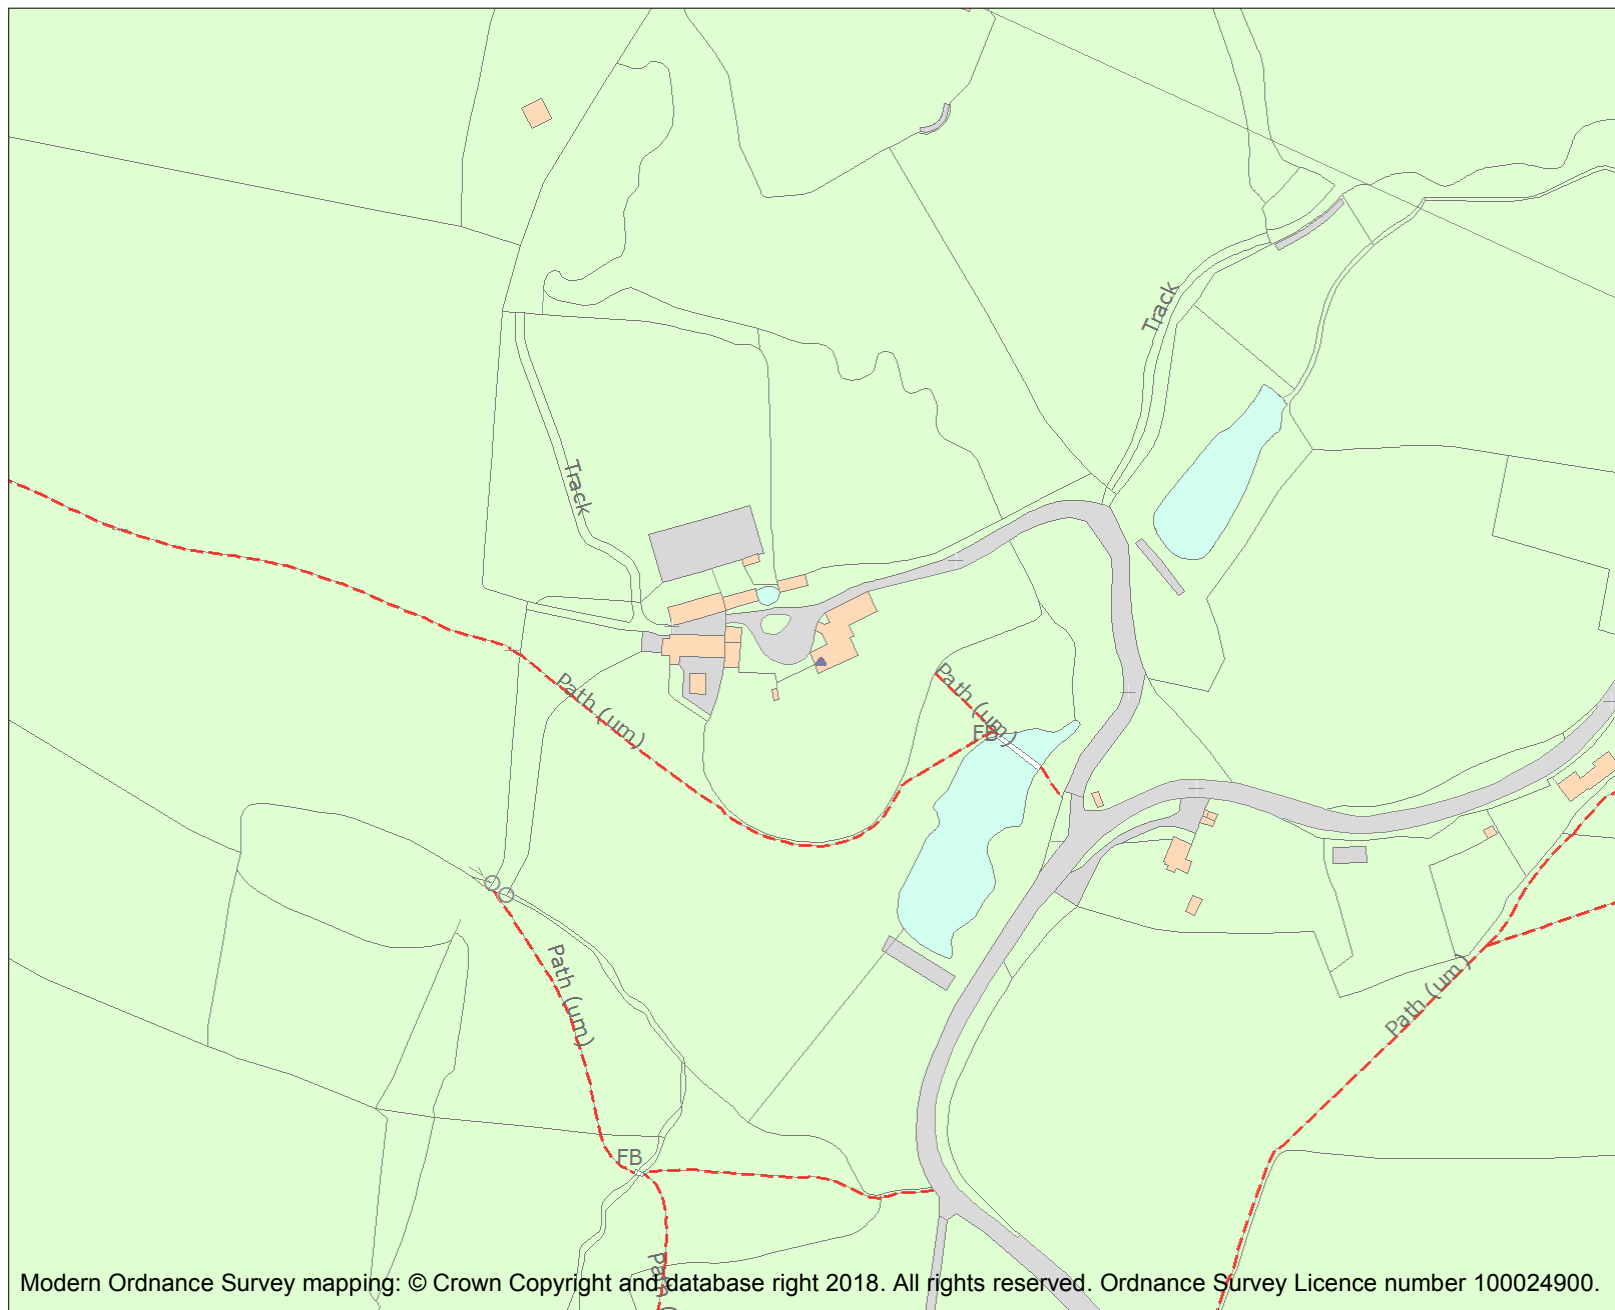 Track
Track
Path (um)
Path (um)
FB
Path (um)
Path (um)
FB
Path (
Modern Ordnance Survey mapping: © Crown Copyright and database right 2018. All rights reserved. Ordnance Survey Licence number 100024900.